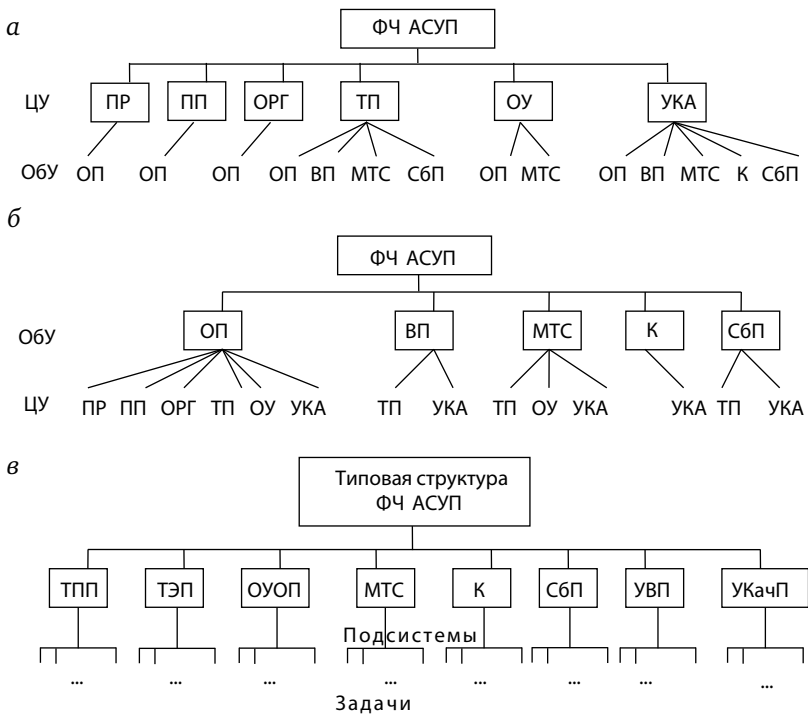 а
ФЧ АСУП
ЦУ ПР ПП ОРГ ТП ОУ УКА
ОбУ ОП ОП ОП ОП ВП МТС СбП ОП МТС ОП ВП МТС К СбП
б
ФЧ АСУП
ОбУ ОП ВП МТС К СбП
ЦУ ПР ПП ОРГ ТП ОУ УКА ТП УКА ТП ОУ УКА УКА ТП УКА
в
Типовая структура
ФЧ АСУП
ТПП ТЭП ОУОП МТС К СбП УВП УКачП
Подсистемы
... ... ... ... ... ... ... ...
Задачи